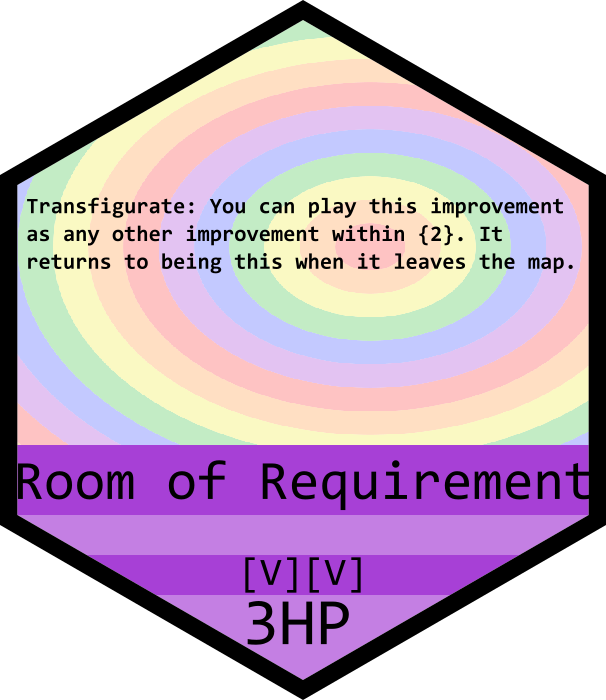 Transfigurate: You can play this improvement
as any other improvement within {2}. It
returns to being this when it leaves the map.
Room of Requirement
[V][V]
3HP